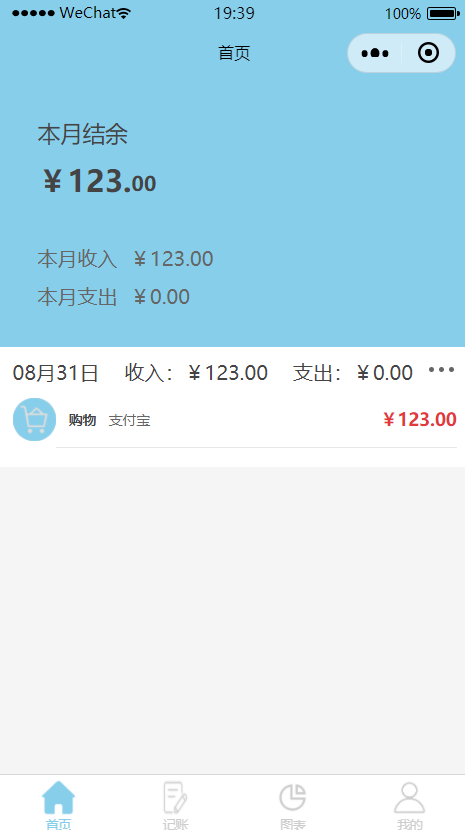 WeChat 19:39 100%
首页
本月结余
￥123.00
本月收入 ￥123.00
本月支出 ￥0.00
08月31日 收入：￥123.00 支出：￥0.00
购物 支付宝 ￥123.00
首页 记账 图表 我的